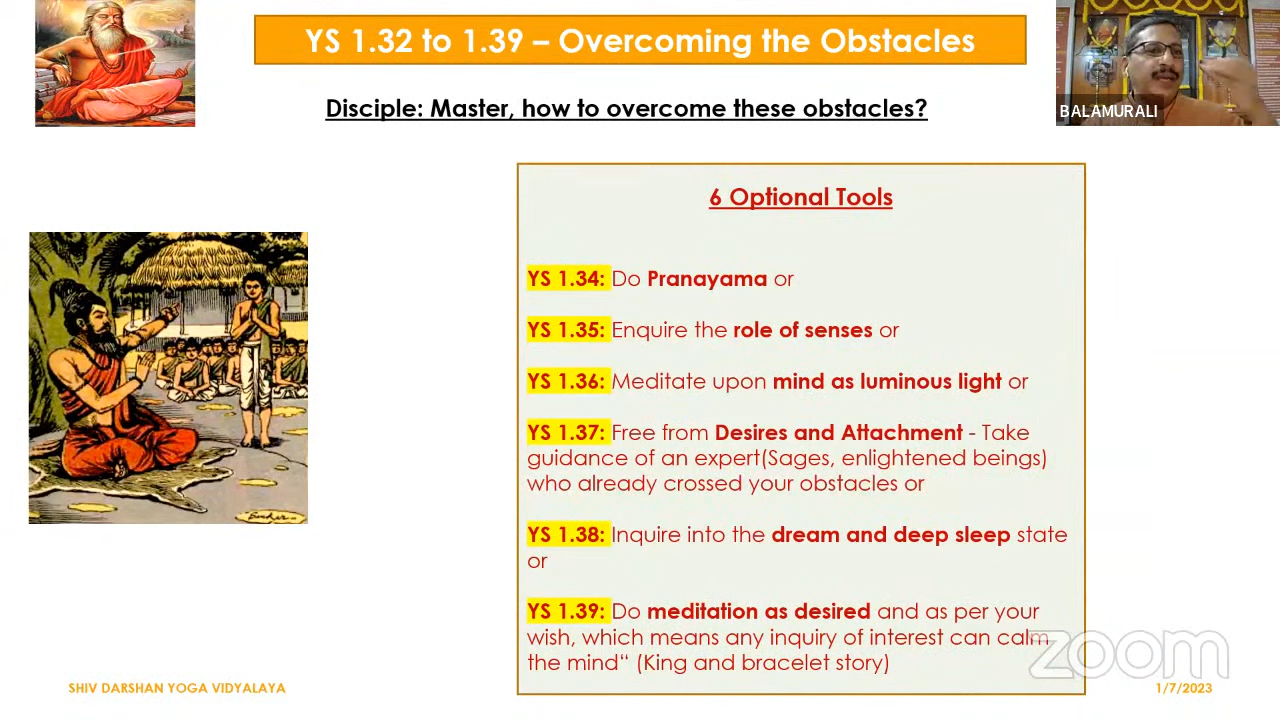 YS 1.32 to 1.39 – Overcoming the Obstacles
BALAMURALI
Disciple: Master, how to overcome these obstacles?
6 Optional Tools
YS 1.34: Do Pranayama or
YS 1.35: Enquire the role of senses or
YS 1.36: Meditate upon mind as luminous light or
YS 1.37: Free from Desires and Attachment - Take
guidance of an expert(Sages, enlightened beings)
who already crossed your obstacles or
YS 1.38: Inquire into the dream and deep sleep state
or
YS 1.39: Do meditation as desired and as per your
wish, which means any inquiry of interest can calm
the mind“ (King and bracelet story)
zoom
SHIV DARSHAN YOGA VIDYALAYA
1/7/2023